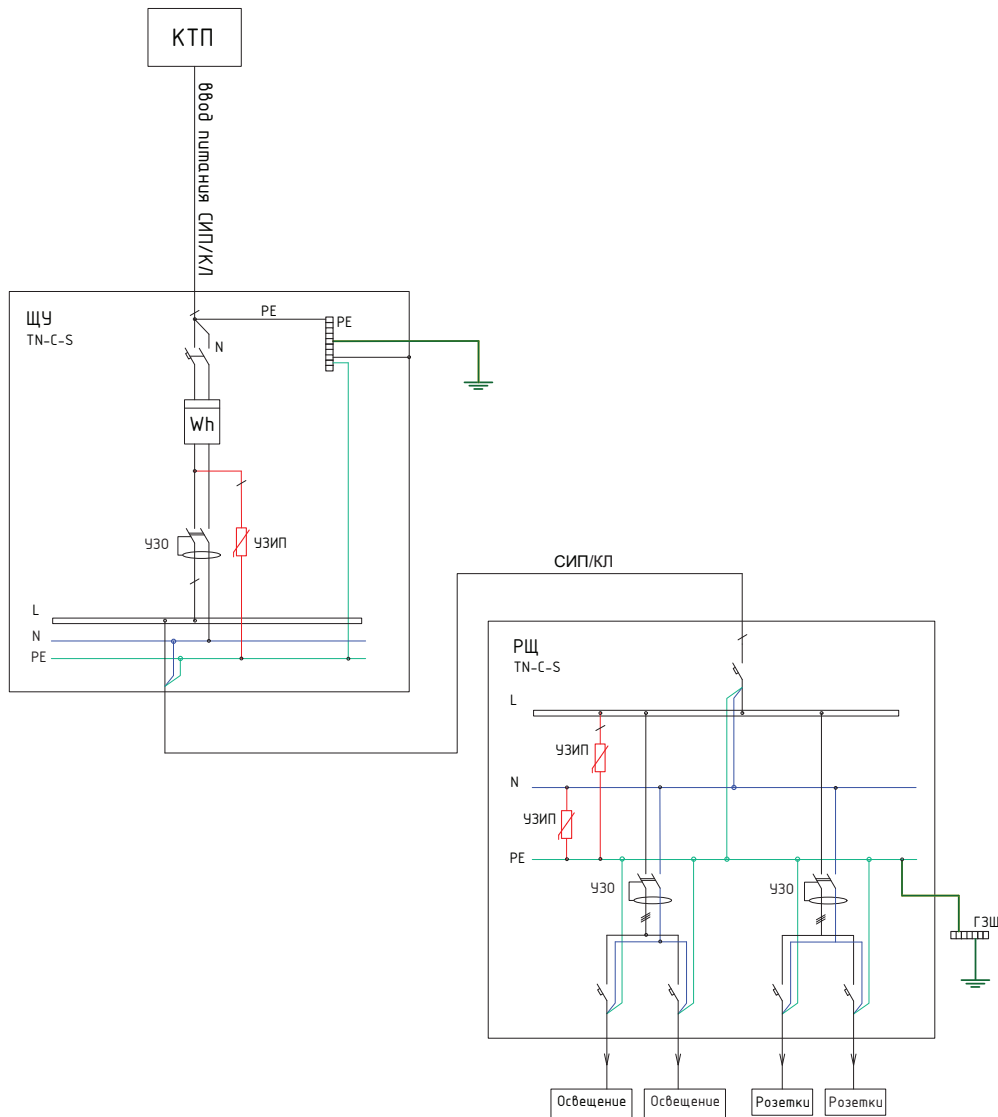 КТП
ввод питания СИП/КЛ
ЩУ
TN-C-S
PE
PE
N
Wh
УЗО
УЗИП
L
N
PE
СИП/КЛ
РЩ
TN-C-S
L
УЗИП
N
УЗИП
PE
УЗО
УЗО
ГЗШ
Освещение
Освещение
Розетки
Розетки